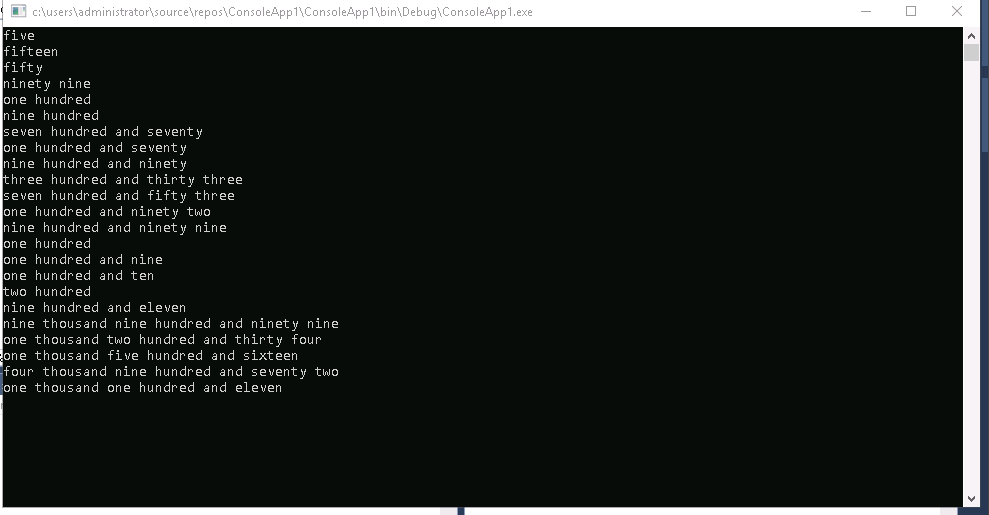 c:\users\administrator\source\repos\ConsoleApp1\ConsoleApp1\bin\Debug\ConsoleApp1.exe
five
fifteen
fifty
ninety nine
one hundred
nine hundred
seven hundred and seventy
one hundred and seventy
nine hundred and ninety
three hundred and thirty three
seven hundred and fifty three
one hundred and ninety two
nine hundred and ninety nine
one hundred
one hundred and nine
one hundred and ten
two hundred
nine hundred and eleven
nine thousand nine hundred and ninety nine
one thousand two hundred and thirty four
one thousand five hundred and sixteen
four thousand nine hundred and seventy two
one thousand one hundred and eleven